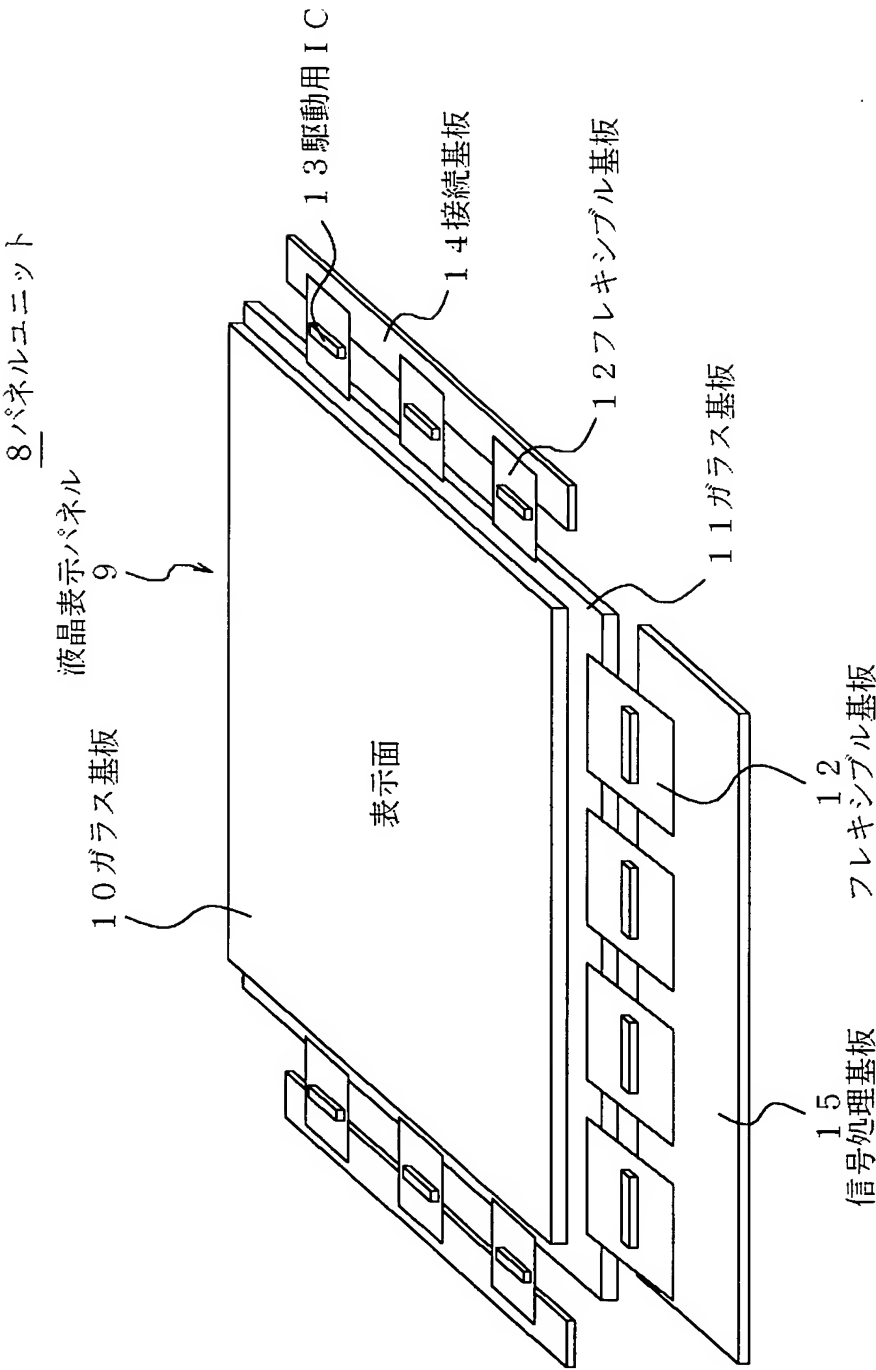 8パネルユニット
液晶表示パネル
9
10ガラス基板
13駆動用IC
14接続基板
12フレキシブル基板
11ガラス基板
表示面
12
フレキシブル基板
15
信号処理基板